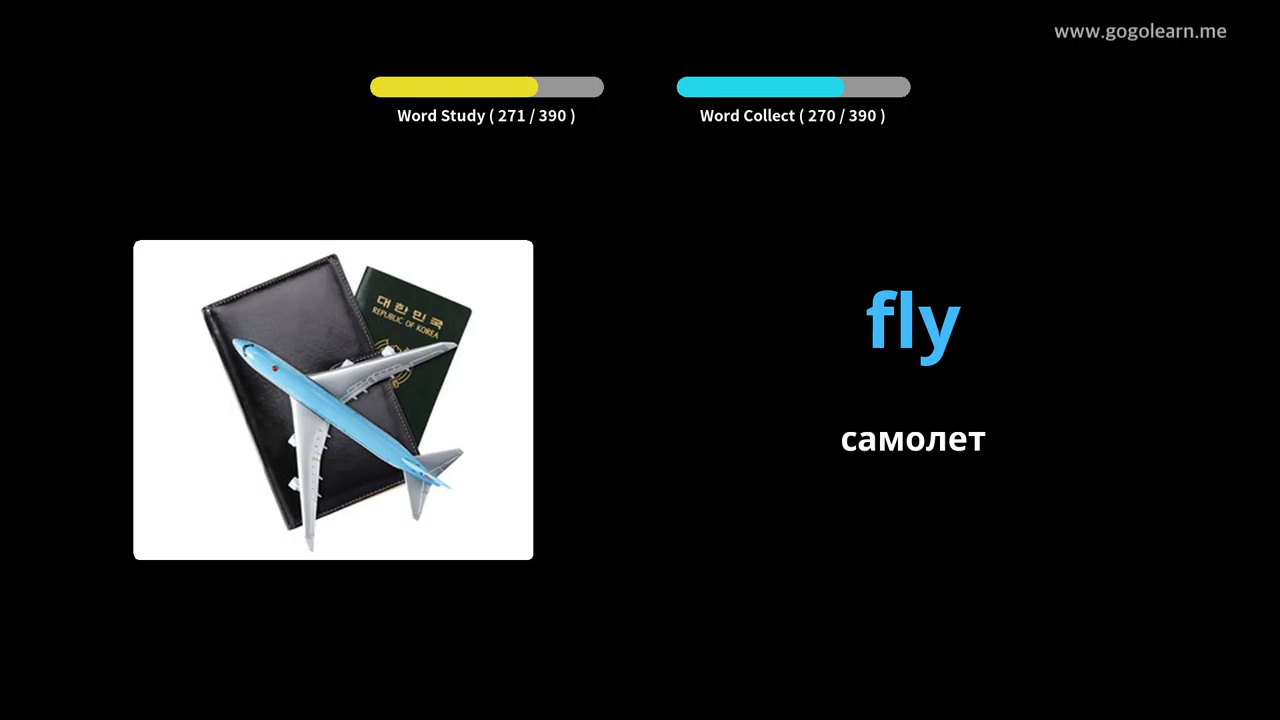 www.gogolearn.me
Word Study ( 271 / 390 )
Word Collect ( 270 / 390 )
대한민국
REPUBLIC OF KOREA
fly
самолет